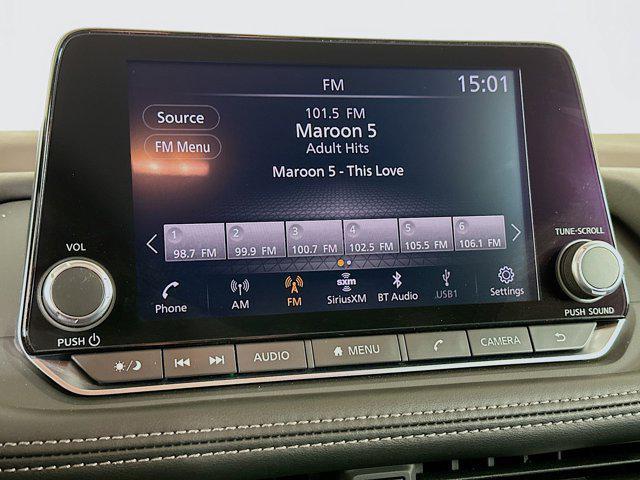 FM 15:01
Source
101.5 FM
Maroon 5
FM Menu
Adult Hits
Maroon 5 - This Love
1 2 3 4 5 6
98.7 FM 99.9 FM 100.7 FM 102.5 FM 105.5 FM 106.1 FM
sxm
Phone AM FM SiriusXM BT Audio USB1 Settings
VOL
PUSH
TUNE·SCROLL
PUSH SOUND
AUDIO MENU CAMERA